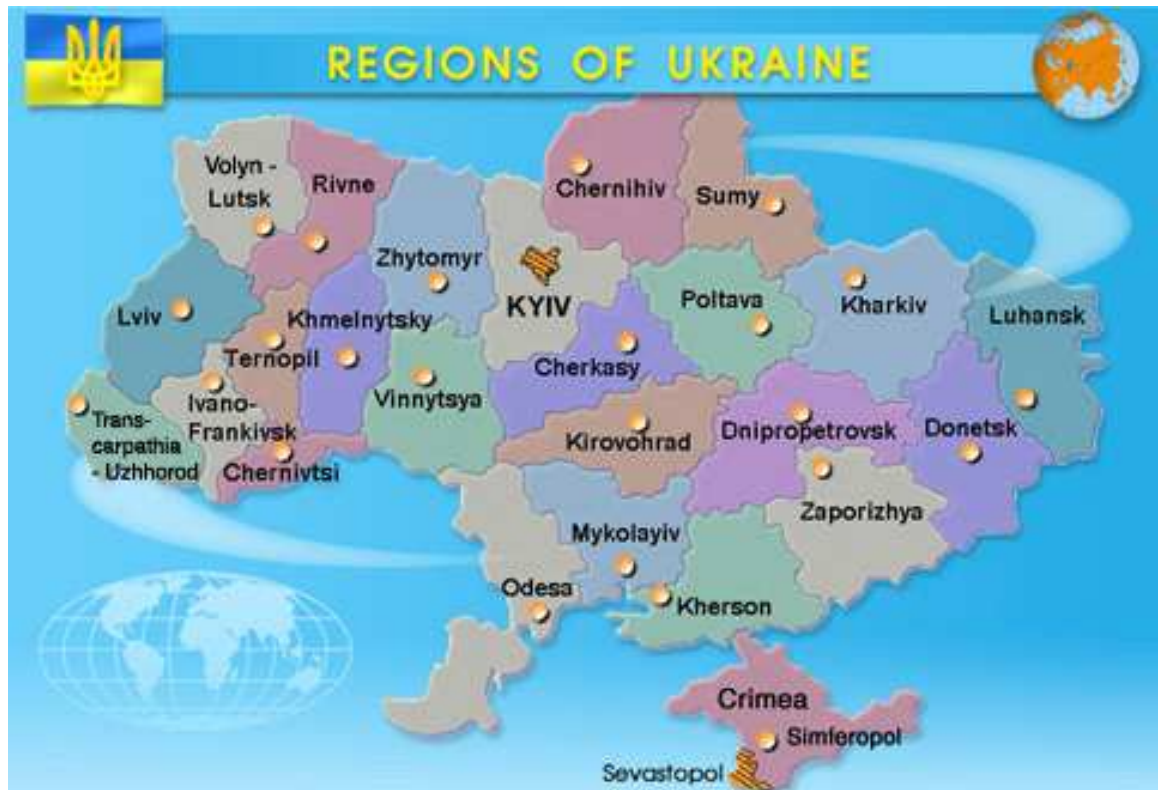 REGIONS OF UKRAINE
Volyn -
Lutsk
Rivne
Chernihiv
Sumy
Zhytomyr
KYIV
Poltava
Kharkiv
Luhansk
Lviv
Khmelnytsky
Ternopil
Cherkasy
Vinnytsya
Ivano-
Frankivsk
Trans-
carpathia
- Uzhhorod
Chernivtsi
Kirovohrad
Dnipropetrovsk
Donetsk
Zaporizhya
Mykolayiv
Odesa
Kherson
Crimea
Simferopol
Sevastopol